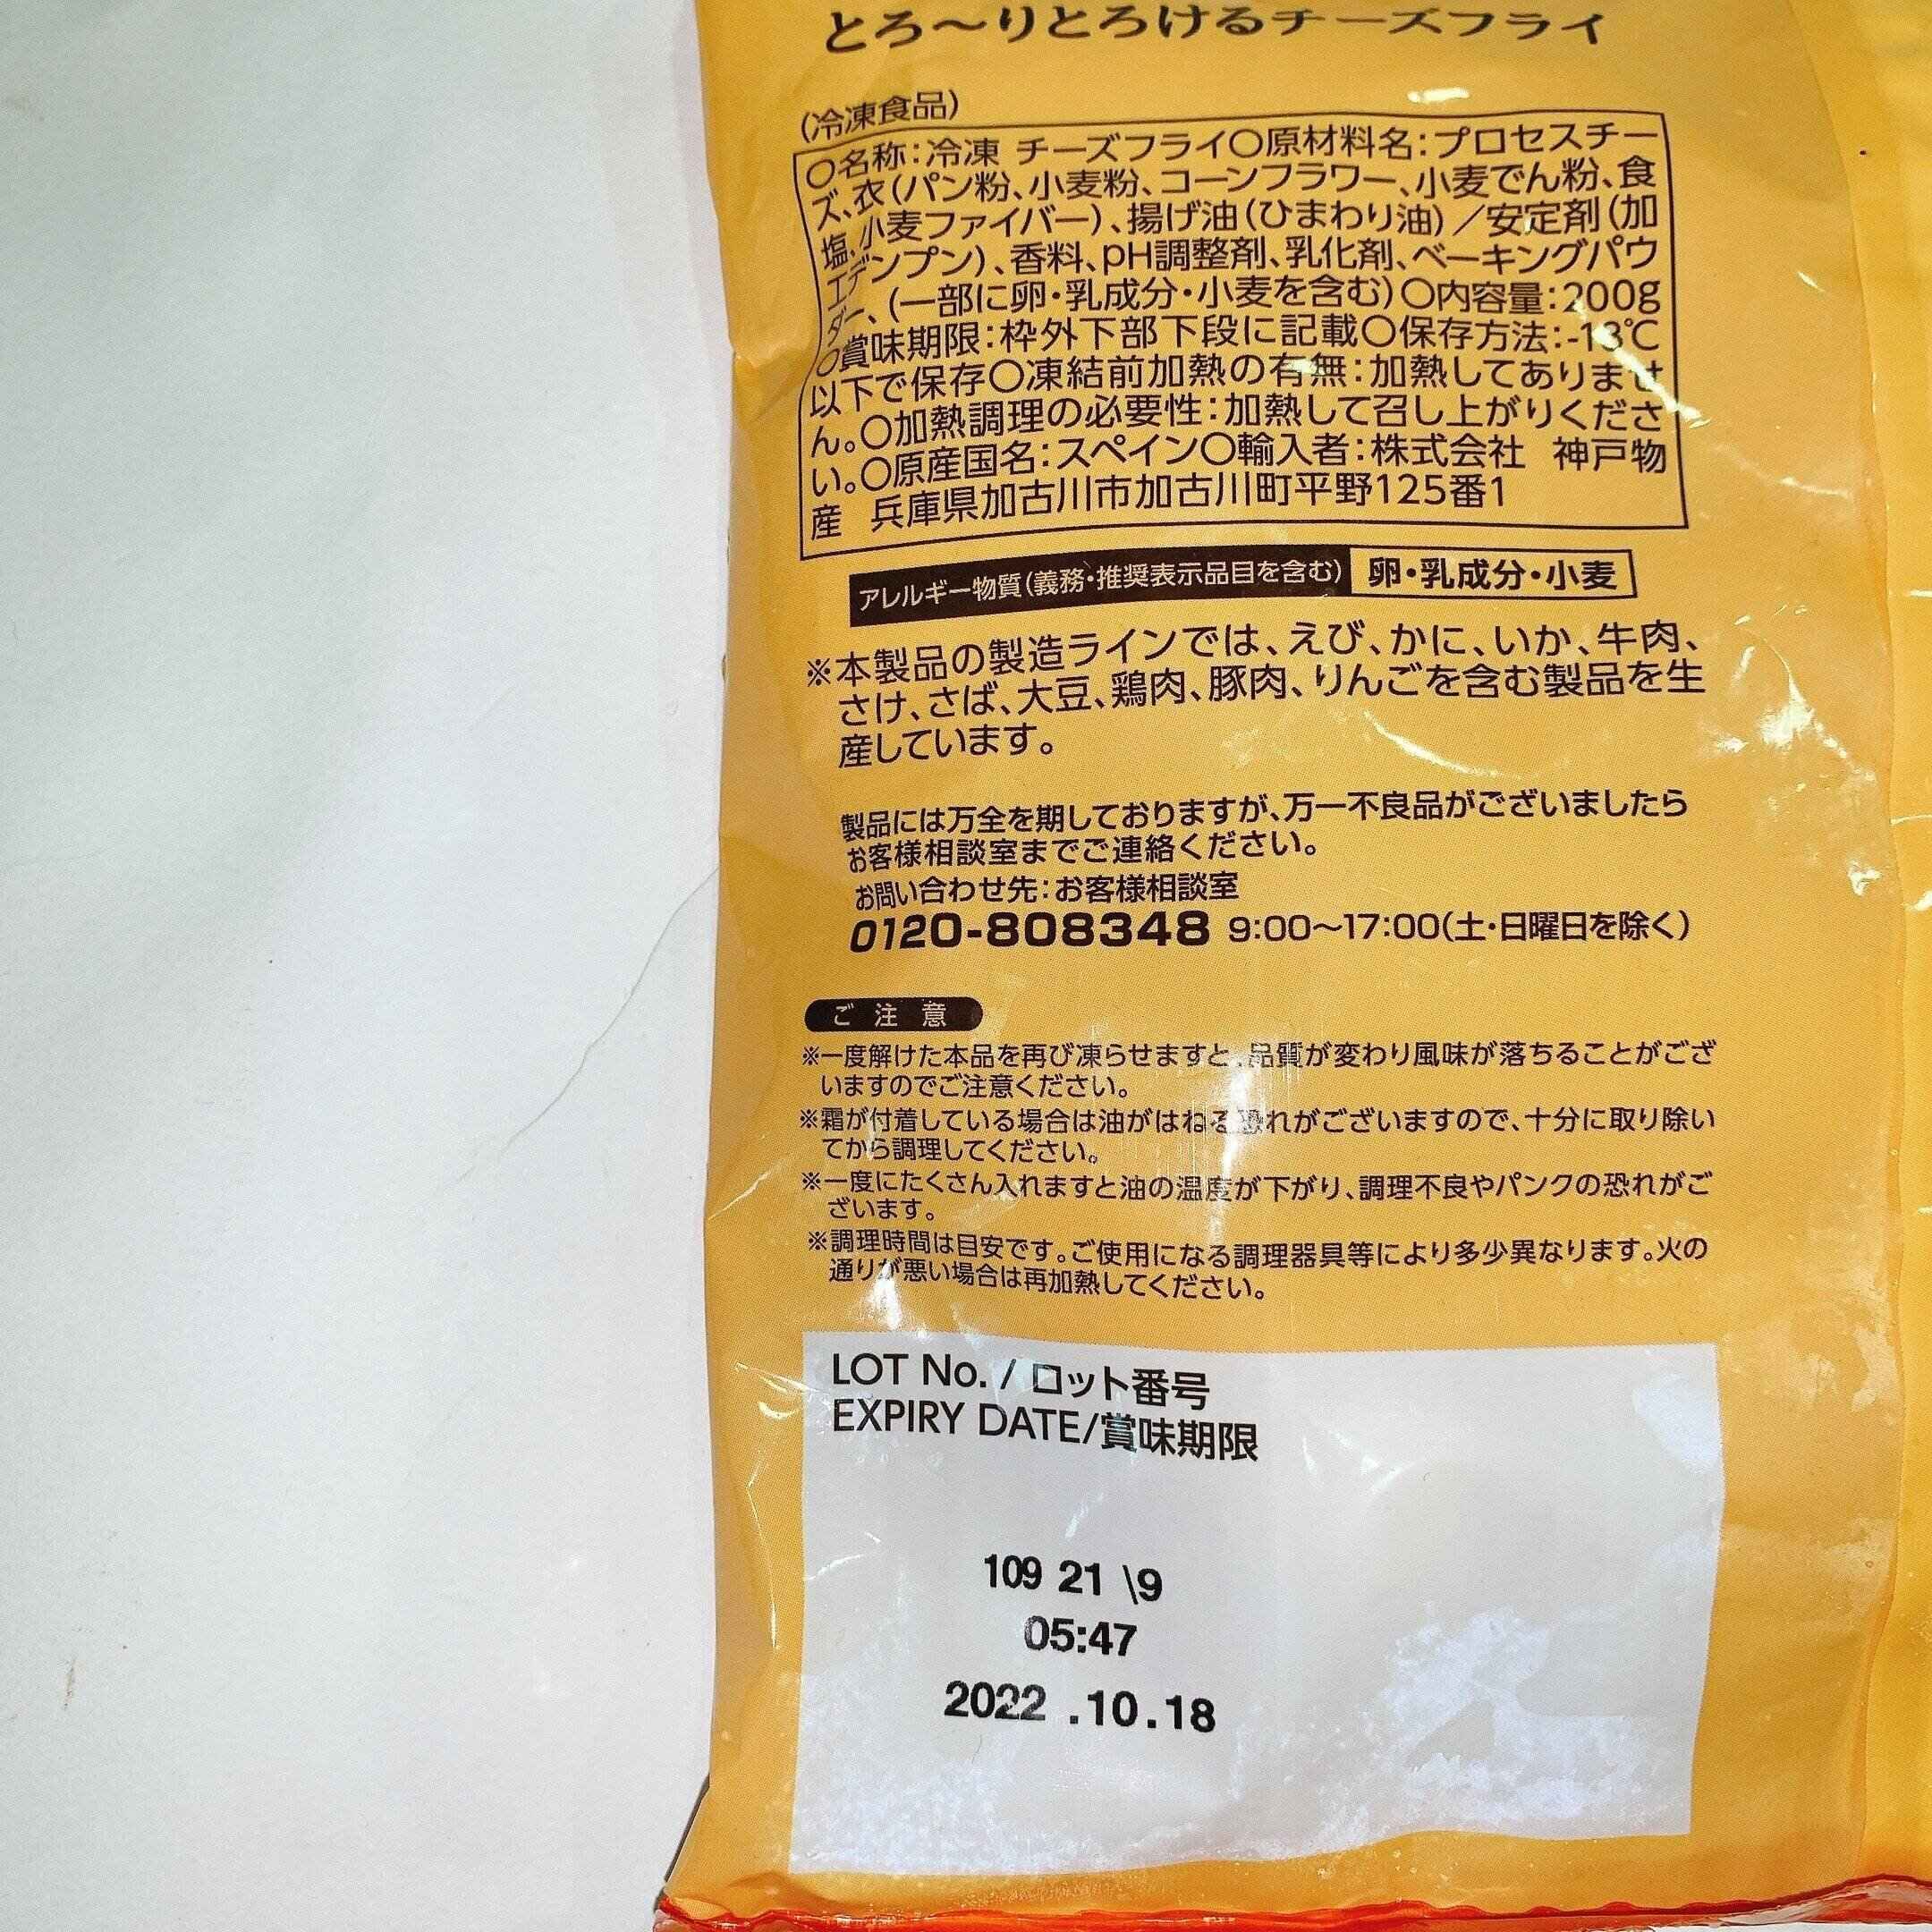 とろ〜りとろけるチーズフライ
(冷凍食品)
○名称:冷凍 チーズフライ○原材料名:プロセスチー
ズ、衣(パン粉、小麦粉、コーンフラワー、小麦でん粉、食
塩、小麦ファイバー)、揚げ油(ひまわり油)/安定剤(加
工デンプン)、香料、pH調整剤、乳化剤、ベーキングパウ
ダー、(一部に卵・乳成分・小麦を含む)○内容量:200g
○賞味期限:枠外下部下段に記載○保存方法:-18℃
以下で保存○凍結前加熱の有無:加熱してありませ
ん。○加熱調理の必要性:加熱して召し上がりくださ
い。○原産国名:スペイン○輸入者:株式会社 神戸物
産 兵庫県加古川市加古川町平野125番1
アレルギー物質(義務・推奨表示品目を含む) 卵・乳成分・小麦
※本製品の製造ラインでは、えび、かに、いか、牛肉、
さけ、さば、大豆、鶏肉、豚肉、りんごを含む製品を生
産しています。
製品には万全を期しておりますが、万一不良品がございましたら
お客様相談室までご連絡ください。
お問い合わせ先:お客様相談室
0120-808348 9:00〜17:00(土・日曜日を除く)
ご注意
※一度解けた本品を再び凍らせますと、品質が変わり風味が落ちることがござ
いますのでご注意ください。
※霜が付着している場合は油がはねる恐れがございますので、十分に取り除い
てから調理してください。
※一度にたくさん入れますと油の温度が下がり、調理不良やパンクの恐れがご
ざいます。
※調理時間は目安です。ご使用になる調理器具等により多少異なります。火の
通りが悪い場合は再加熱してください。
LOT No. / ロット番号
EXPIRY DATE/賞味期限
109 21 \9
05:47
2022 .10.18